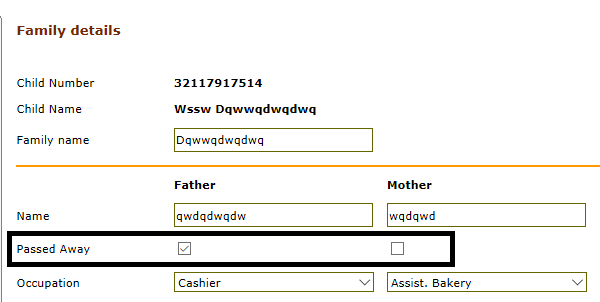 Family details
Child Number 32117917514
Child Name Wssw Dqwwqdwqdwq
Family name Dqwwqdwqdwq
Father Mother
Name qwdqdwqdw wqdqwd
Passed Away
Occupation Cashier Assist. Bakery